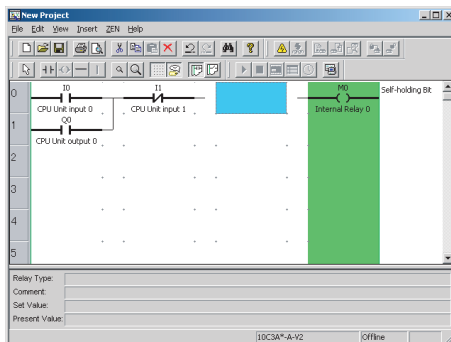 New Project
File Edit View Insert ZEN Help
0 I0 I1 M0 Self-holding Bit
CPU Unit input 0 CPU Unit input 1 Internal Relay 0
1 Q0
CPU Unit output 0
2
3
4
5
Relay Type:
Comment:
Set Value:
Present Value:
10C3A*-A-V2 Offline